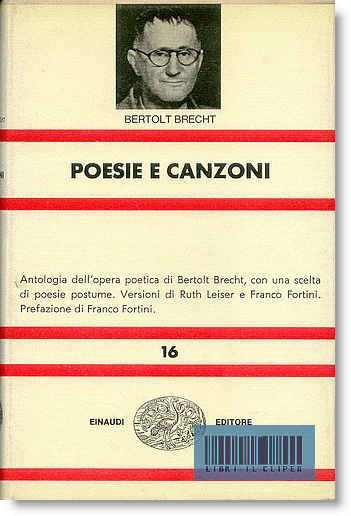 BERTOLT BRECHT
POESIE E CANZONI
Antologia dell'opera poetica di Bertolt Brecht, con una scelta
di poesie postume. Versioni di Ruth Leiser e Franco Fortini.
Prefazione di Franco Fortini.
16
EINAUDI EDITORE
LIBRI IL CLIPEO